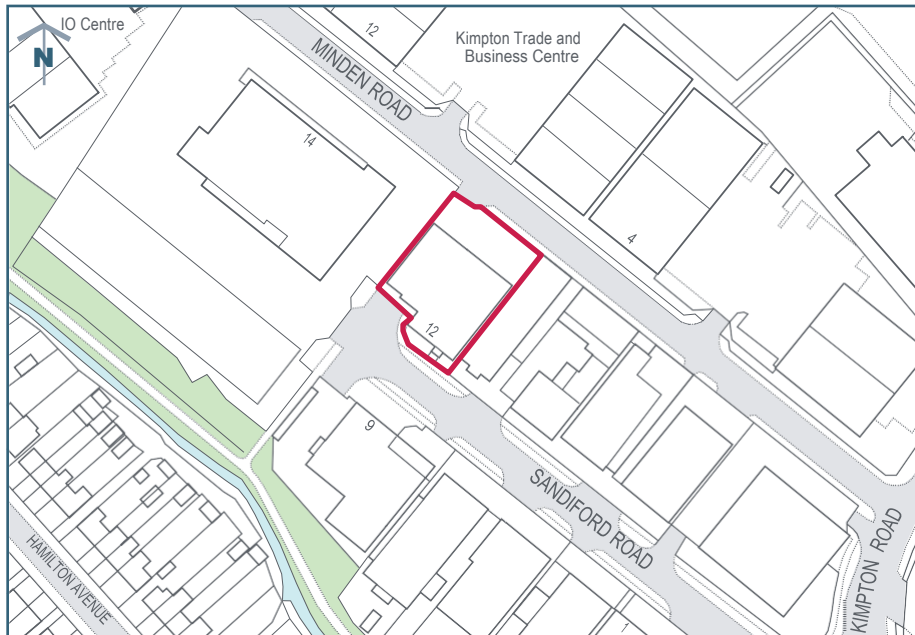 IO Centre
N
12
Kimpton Trade and
Business Centre
MINDEN ROAD
14
4
12
9
SANDIFORD ROAD
KIMPTON ROAD
HAMILTON AVENUE
1